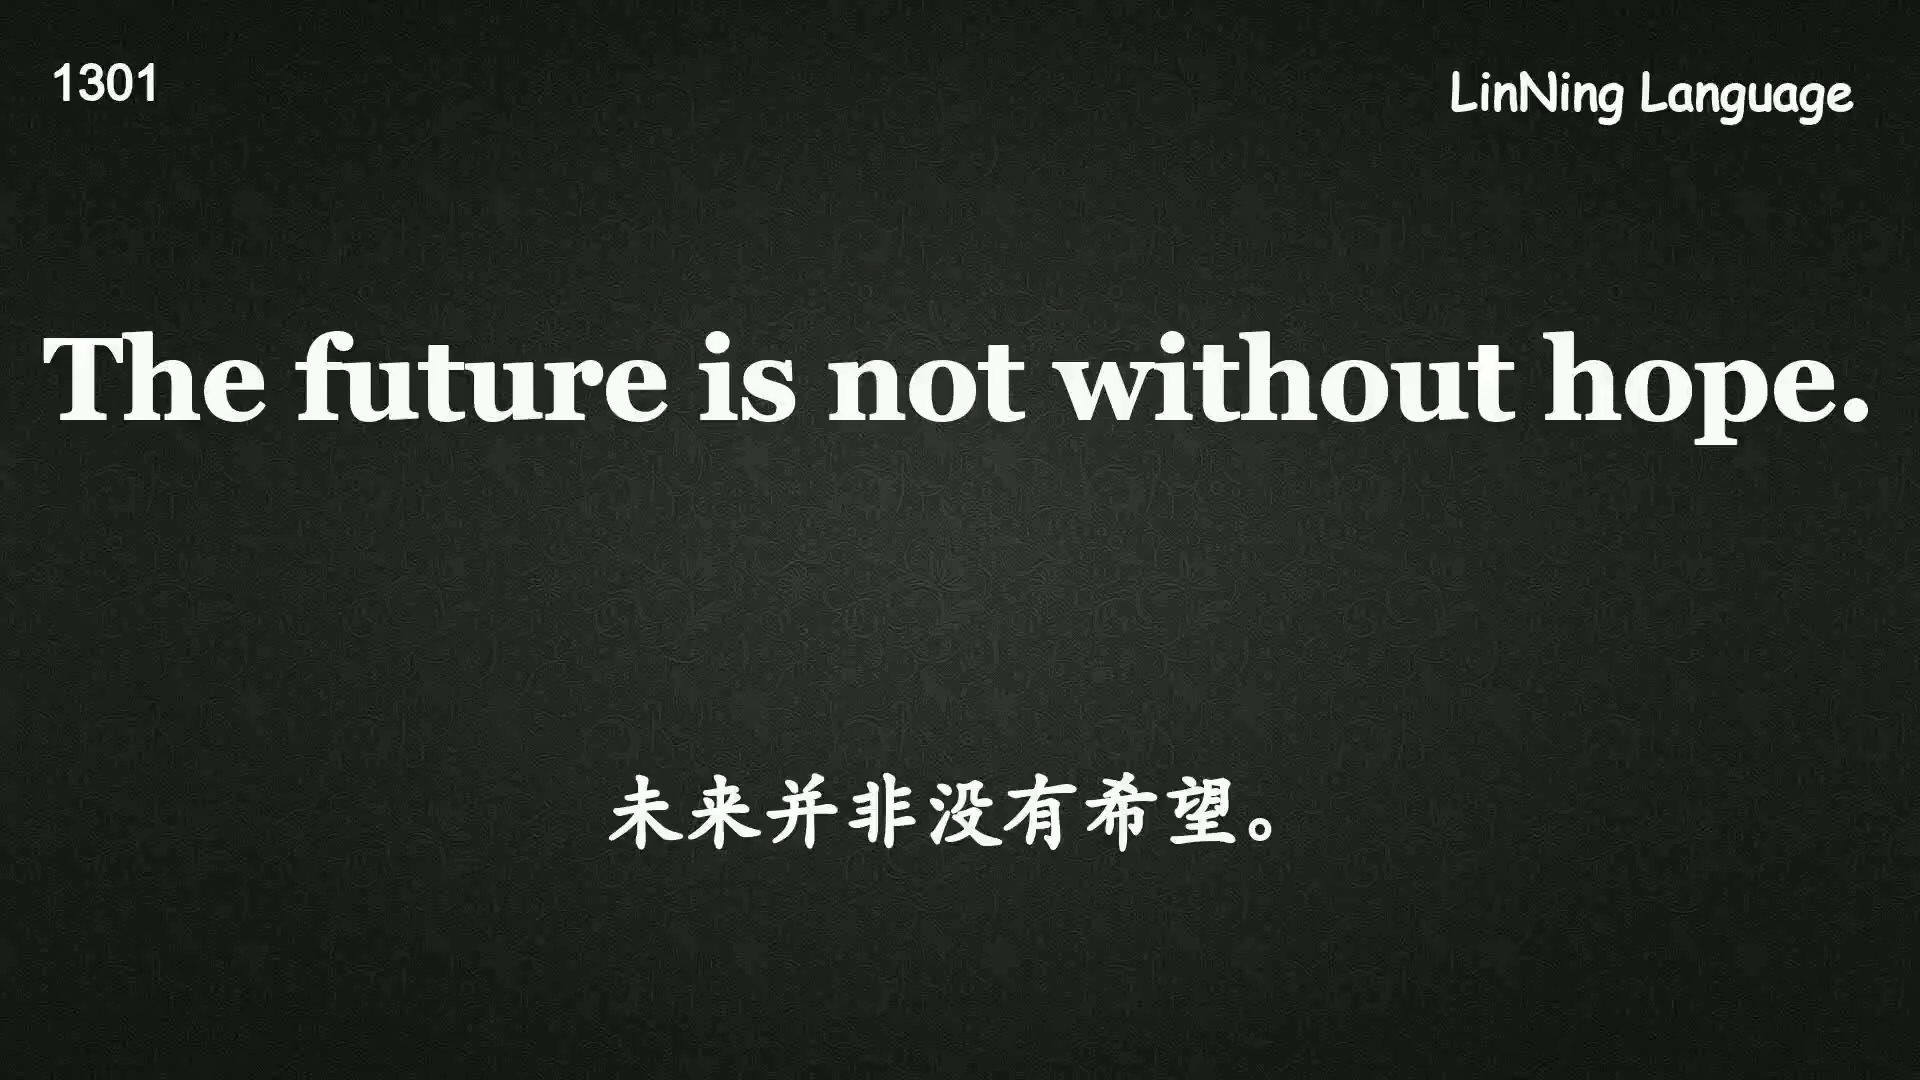 1301
LinNing Language
The future is not without hope.
未来并非没有希望。